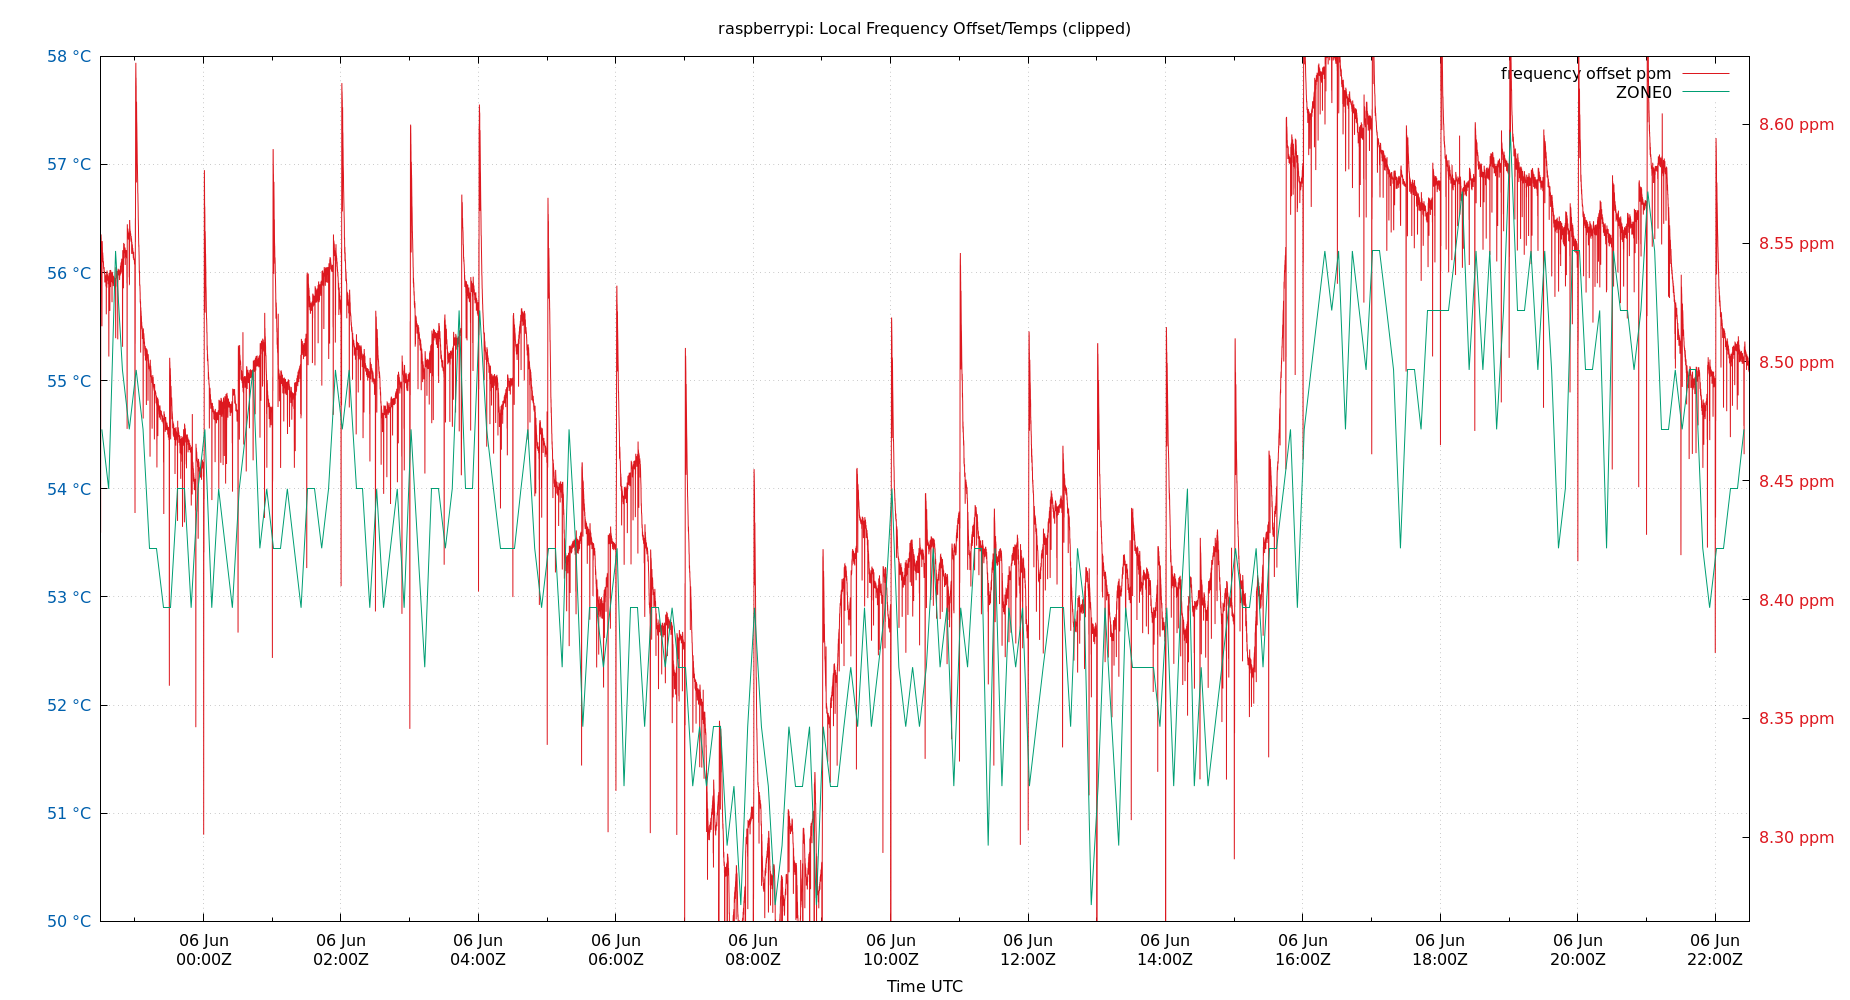 raspberrypi: Local Frequency Offset/Temps (clipped)
58 °C
57 °C
56 °C
55 °C
54 °C
53 °C
52 °C
51 °C
50 °C
frequency offset ppm
ZONE0
8.60 ppm
8.55 ppm
8.50 ppm
8.45 ppm
8.40 ppm
8.35 ppm
8.30 ppm
06 Jun
00:00Z
06 Jun
02:00Z
06 Jun
04:00Z
06 Jun
06:00Z
06 Jun
08:00Z
06 Jun
10:00Z
06 Jun
12:00Z
06 Jun
14:00Z
06 Jun
16:00Z
06 Jun
18:00Z
06 Jun
20:00Z
06 Jun
22:00Z
Time UTC